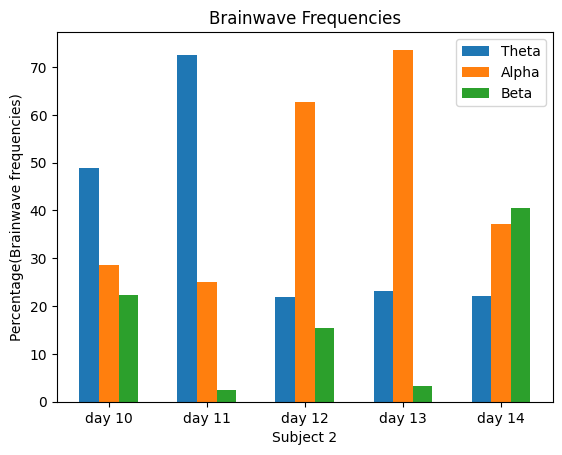 Brainwave Frequencies
Theta
Alpha
Beta
Percentage(Brainwave frequencies)
70
60
50
40
30
20
10
0
day 10 day 11 day 12 day 13 day 14
Subject 2